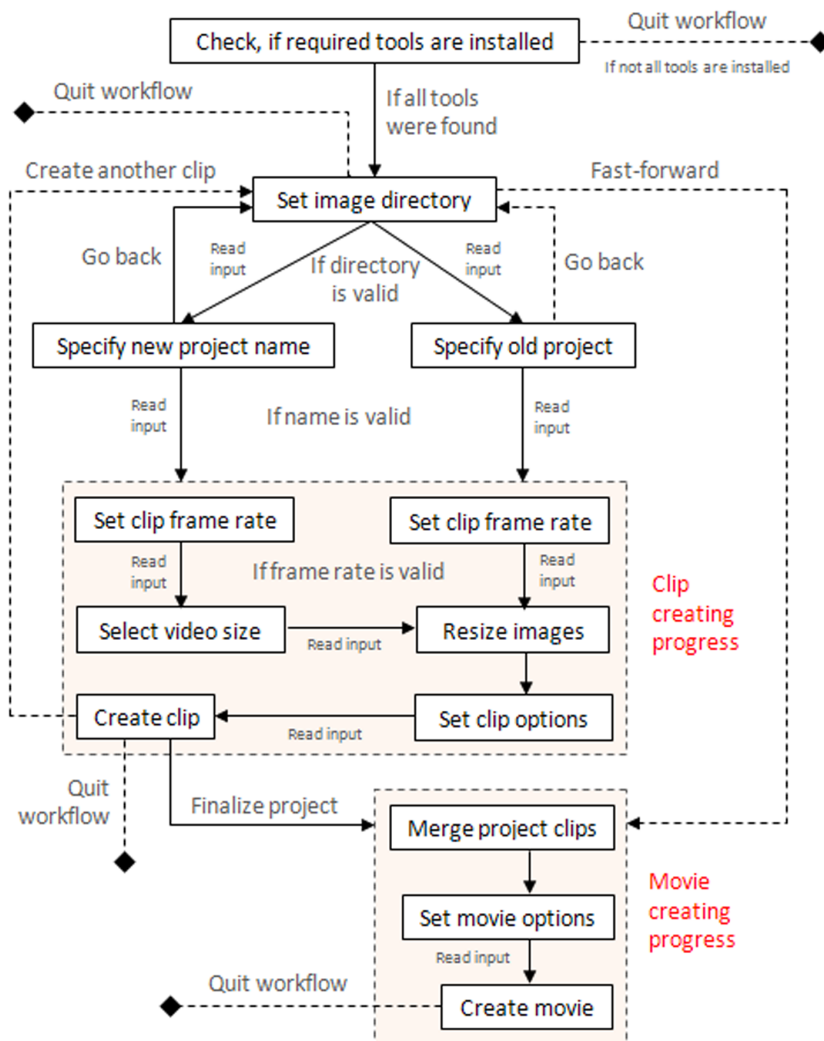 Quit workflow
Check, if required tools are installed
If not all tools are installed
Quit workflow
If all tools
were found
Create another clip
Fast-forward
Set image directory
Go back
Read
input
If directory
is valid
Read
input
Go back
Specify new project name
Specify old project
Read
input
If name is valid
Read
input
Set clip frame rate
Set clip frame rate
Read
input
If frame rate is valid
Read
input
Clip
creating
progress
Select video size
Read input
Resize images
Create clip
Read input
Set clip options
Quit
workflow
Finalize project
Merge project clips
Movie
creating
progress
Set movie options
Read input
Quit workflow
Create movie